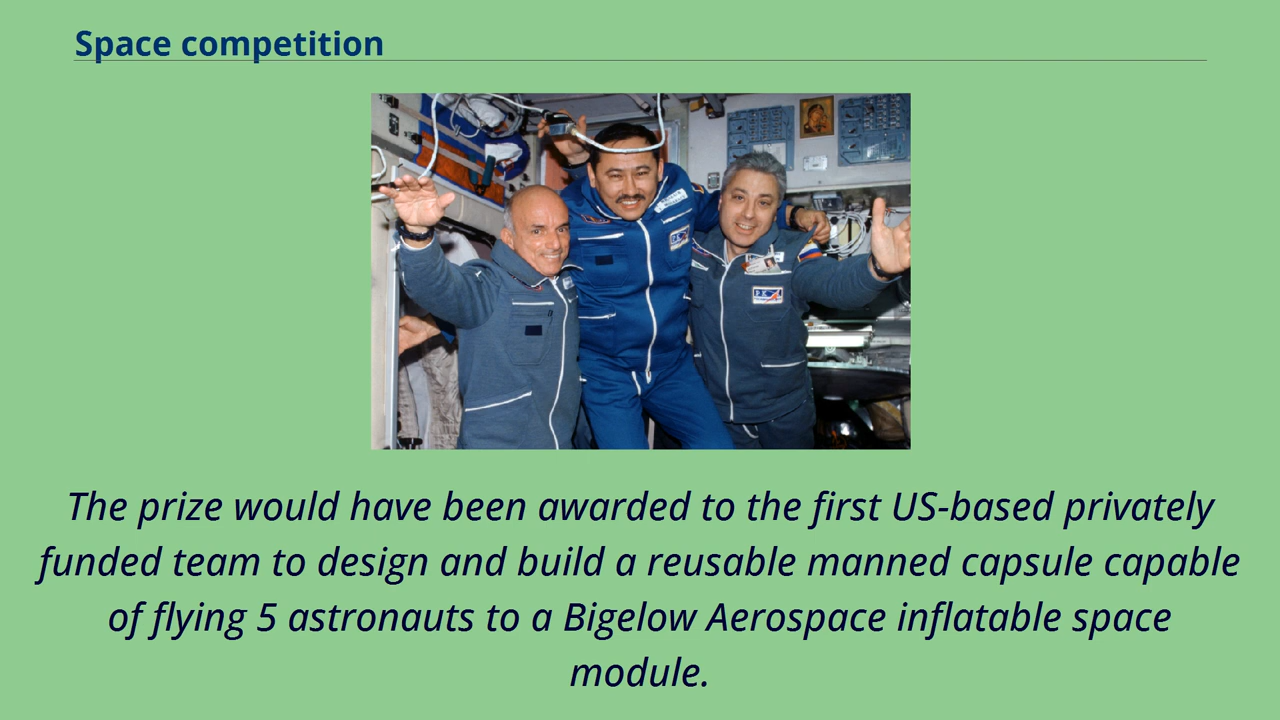 Space competition
The prize would have been awarded to the first US-based privately
funded team to design and build a reusable manned capsule capable
of flying 5 astronauts to a Bigelow Aerospace inflatable space
module.